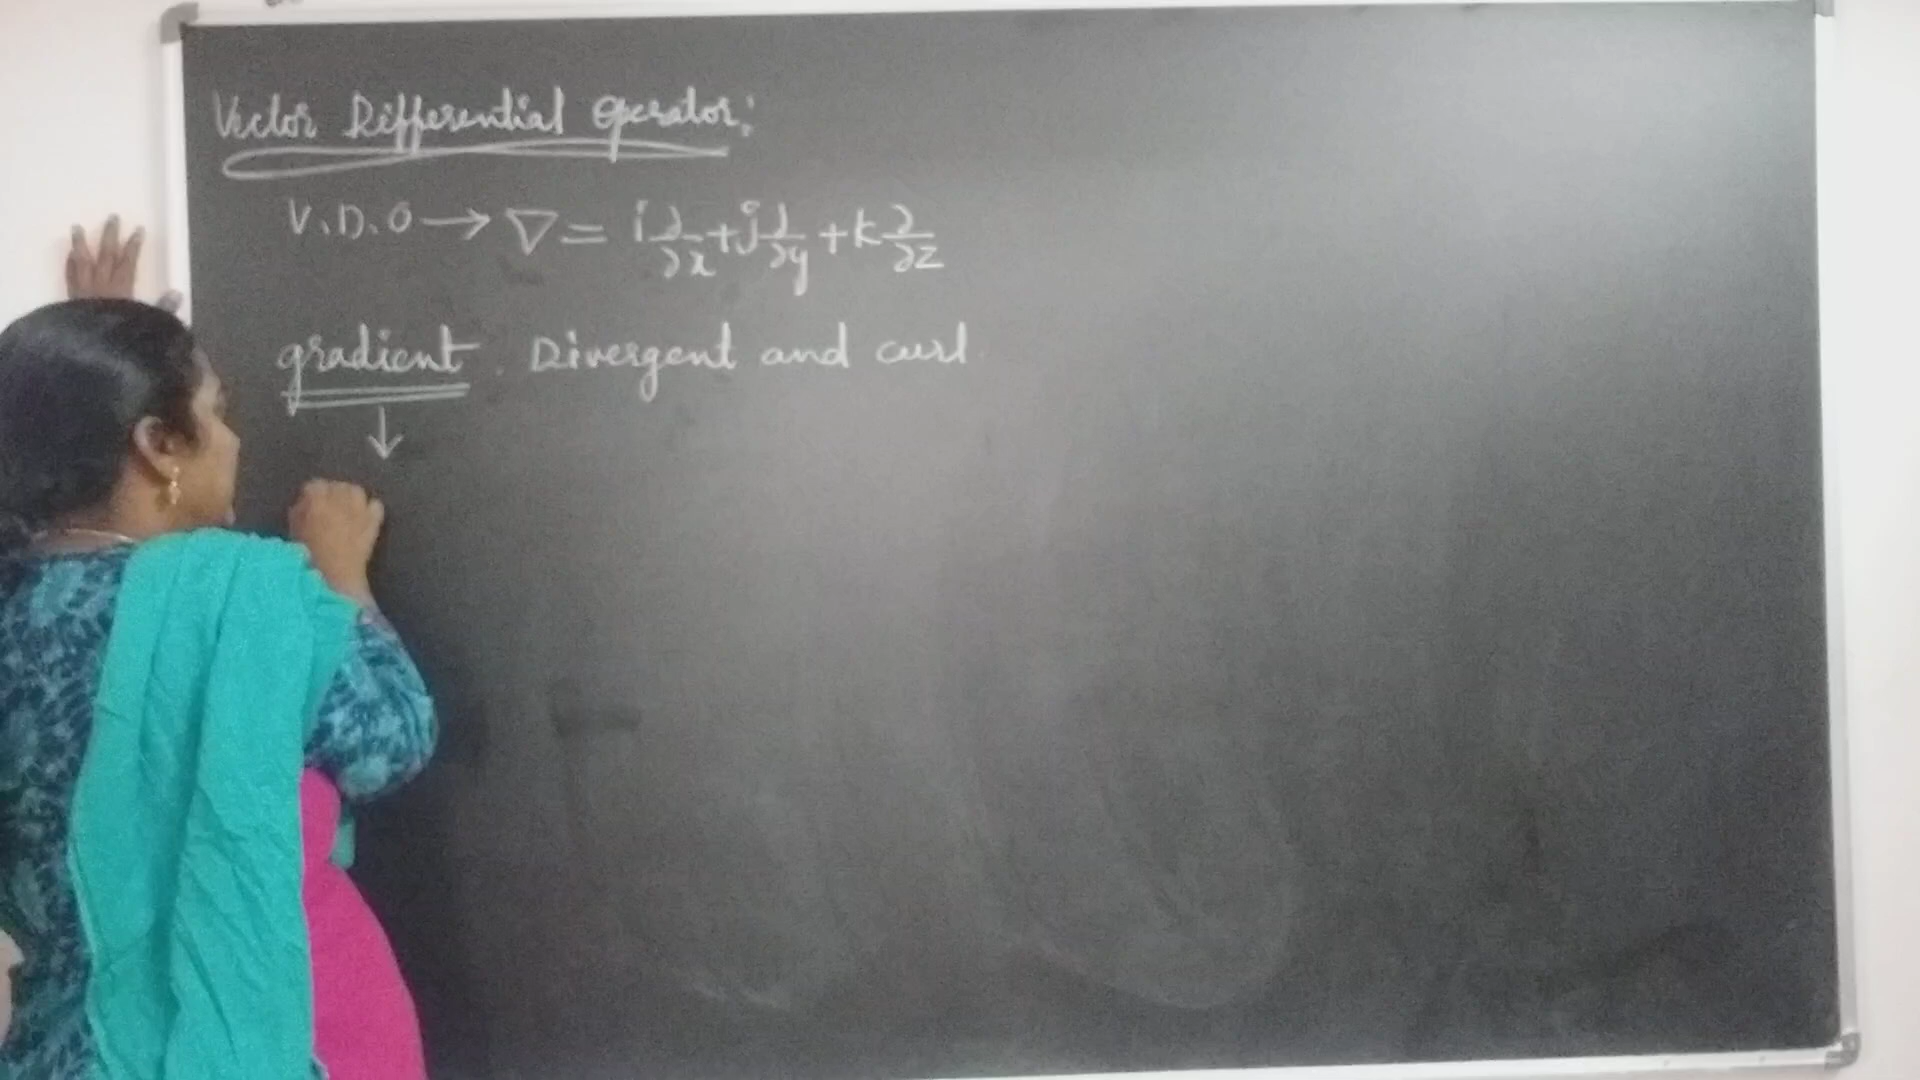 Vector Differential Operator:
V.D.O → ∇ = i ∂/∂x + j ∂/∂y + k ∂/∂z
gradient, Divergent and curl
↓